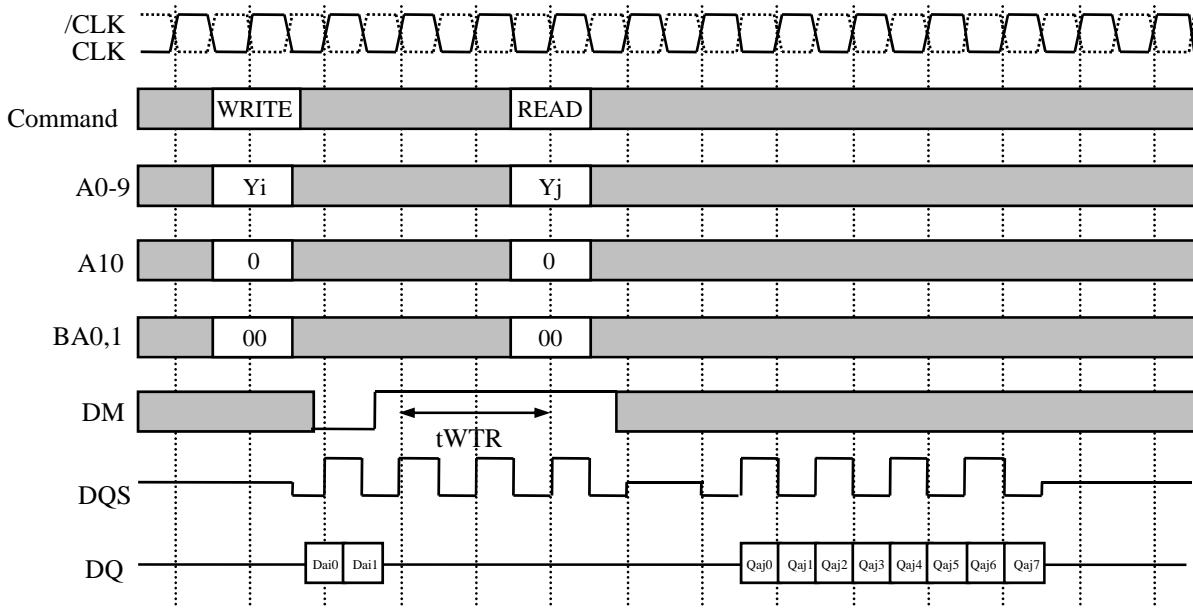 /CLK
CLK
Command WRITE READ
A0-9 Yi Yj
A10 0 0
BA0,1 00 00
DM
tWTR
DQS
DQ Dai0 Dai1 Qaj0 Qaj1 Qaj2 Qaj3 Qaj4 Qaj5 Qaj6 Qaj7